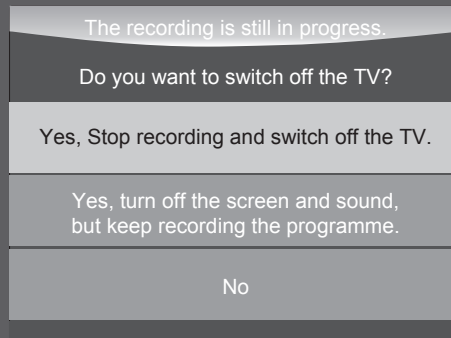 The recording is still in progress.
Do you want to switch off the TV?
Yes, Stop recording and switch off the TV.
Yes, turn off the screen and sound,
but keep recording the programme.
No